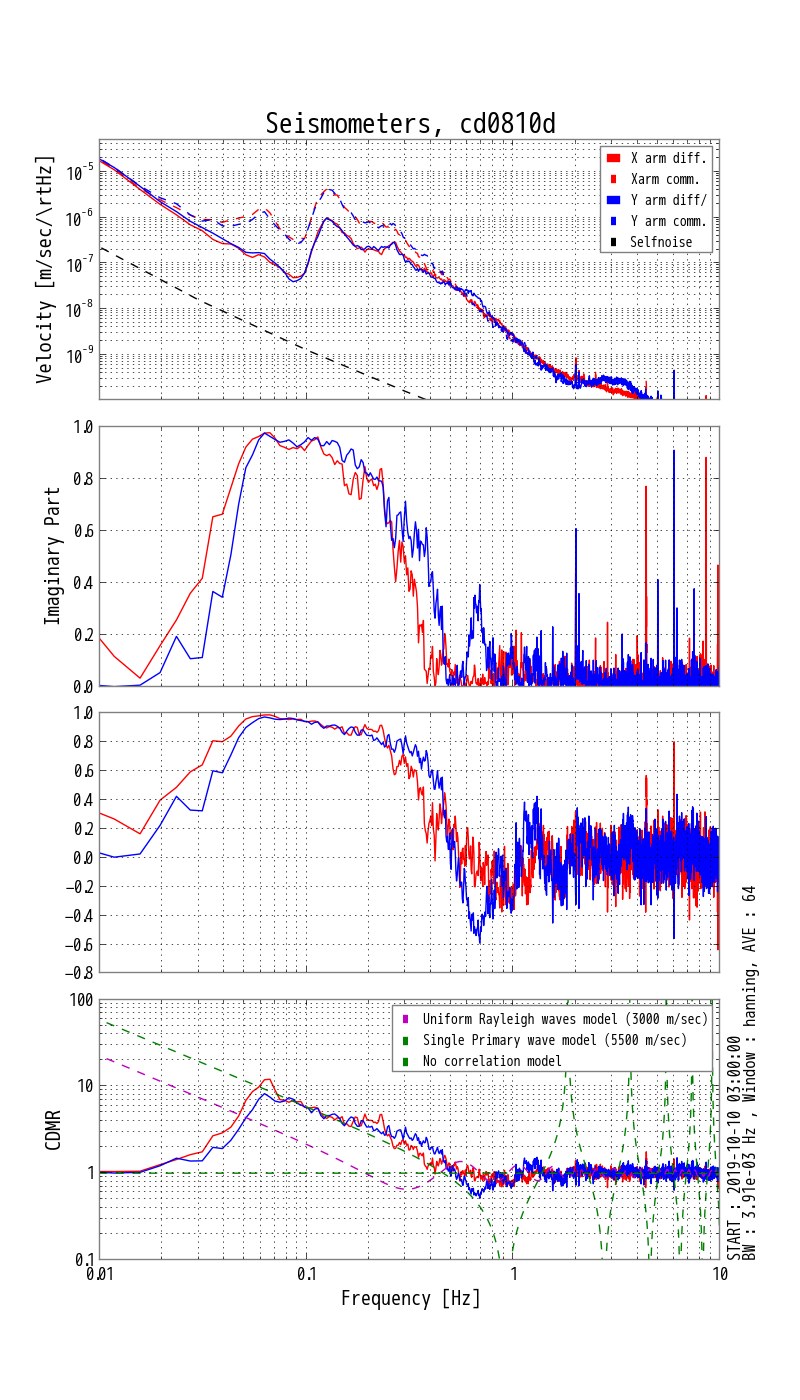 Seismometers, cd0810d
Velocity [m/sec/\rtHz]
10^-5
10^-6
10^-7
10^-8
10^-9
X arm diff.
Xarm comm.
Y arm diff/
Y arm comm.
Selfnoise
Imaginary Part
1.0
0.8
0.6
0.4
0.2
0.0
1.0
0.8
0.6
0.4
0.2
0.0
−0.2
−0.4
−0.6
−0.8
CDMR
100
10
1
0.1
Uniform Rayleigh waves model (3000 m/sec)
Single Primary wave model (5500 m/sec)
No correlation model
0.01
0.1
1
10
Frequency [Hz]
START : 2019-10-10 03:00:00
BW : 3.91e-03 Hz , Window : hanning, AVE : 64